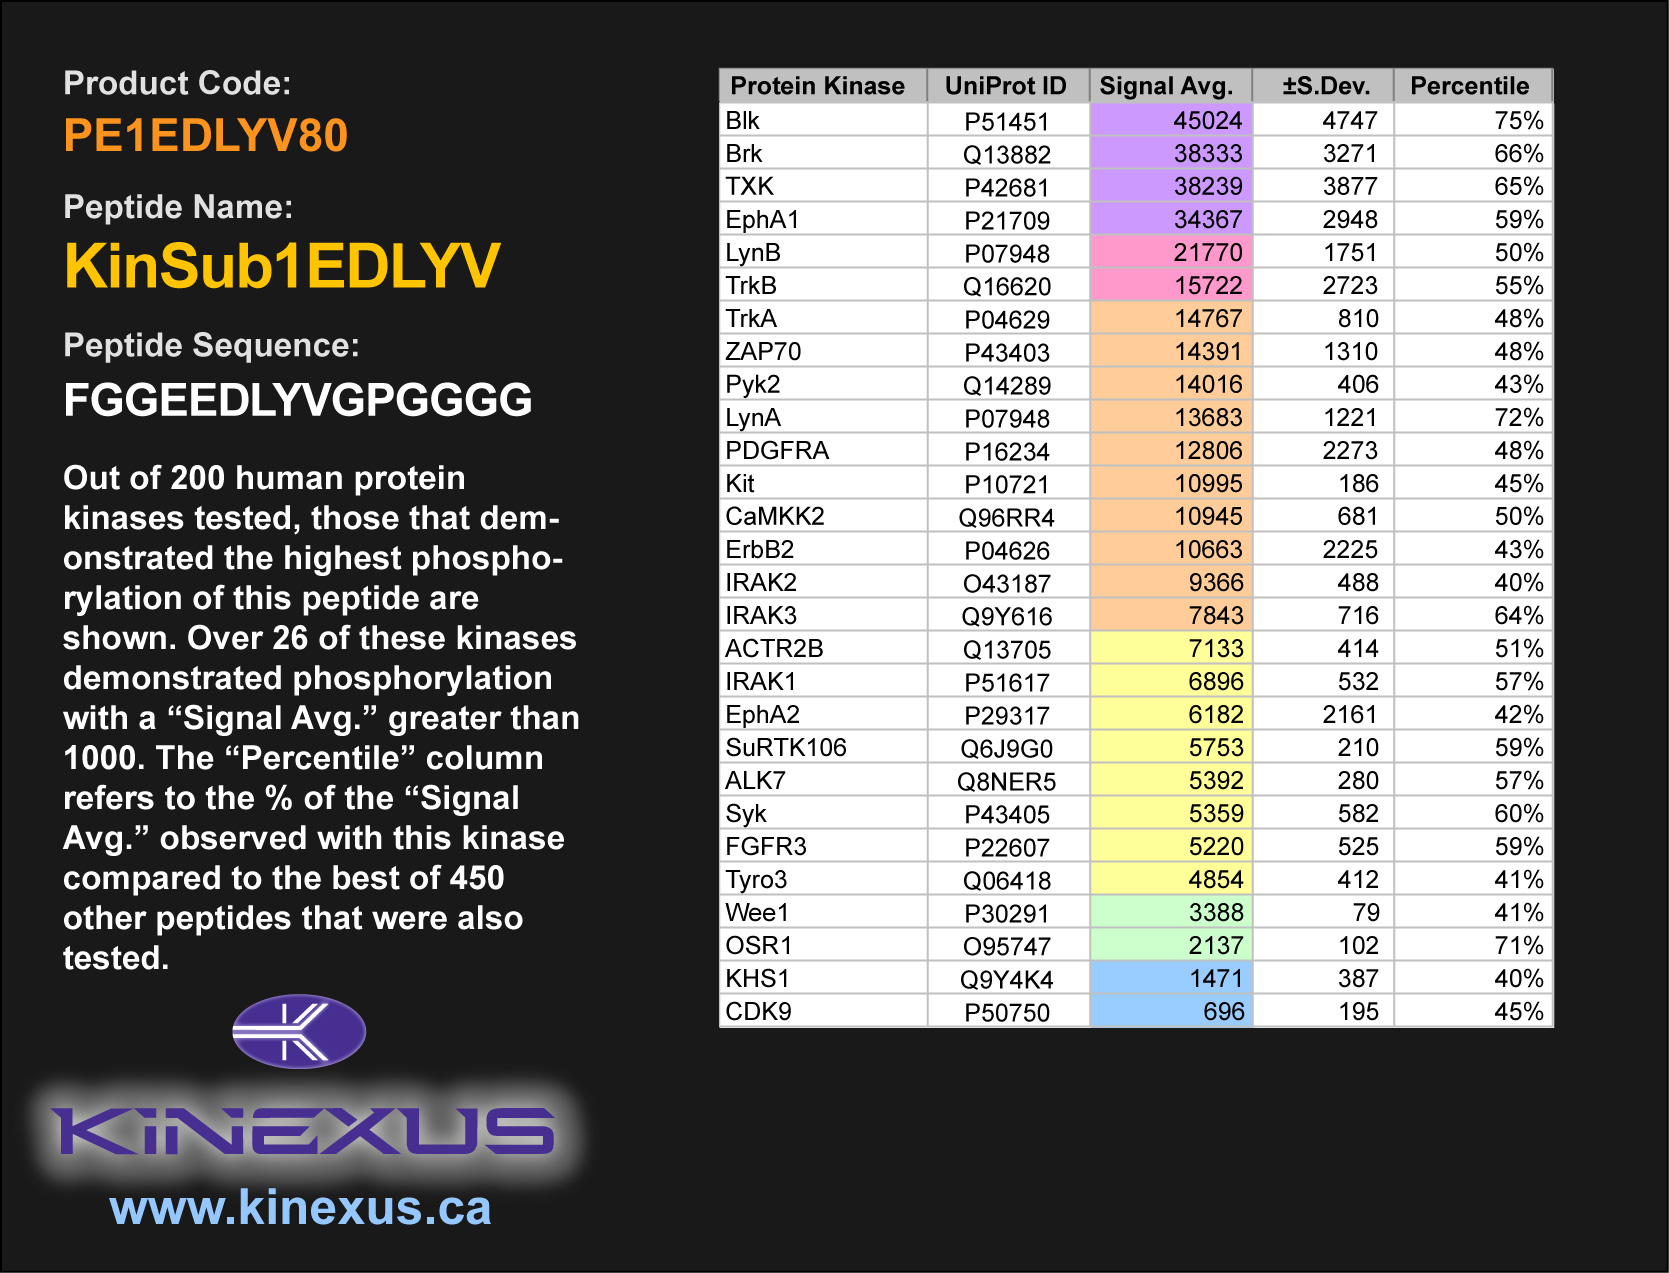 Product Code:
PE1EDLYV80
Peptide Name:
KinSub1EDLYV
Peptide Sequence:
FGGEEDLYVGPGGGG
Out of 200 human protein
kinases tested, those that dem-
onstrated the highest phospho-
rylation of this peptide are
shown. Over 26 of these kinases
demonstrated phosphorylation
with a “Signal Avg.” greater than
1000. The “Percentile” column
refers to the % of the “Signal
Avg.” observed with this kinase
compared to the best of 450
other peptides that were also
tested.
KINEXUS
www.kinexus.ca
Protein Kinase UniProt ID Signal Avg. ±S.Dev. Percentile
Blk P51451 45024 4747 75%
Brk Q13882 38333 3271 66%
TXK P42681 38239 3877 65%
EphA1 P21709 34367 2948 59%
LynB P07948 21770 1751 50%
TrkB Q16620 15722 2723 55%
TrkA P04629 14767 810 48%
ZAP70 P43403 14391 1310 48%
Pyk2 Q14289 14016 406 43%
LynA P07948 13683 1221 72%
PDGFRA P16234 12806 2273 48%
Kit P10721 10995 186 45%
CaMKK2 Q96RR4 10945 681 50%
ErbB2 P04626 10663 2225 43%
IRAK2 O43187 9366 488 40%
IRAK3 Q9Y616 7843 716 64%
ACTR2B Q13705 7133 414 51%
IRAK1 P51617 6896 532 57%
EphA2 P29317 6182 2161 42%
SuRTK106 Q6J9G0 5753 210 59%
ALK7 Q8NER5 5392 280 57%
Syk P43405 5359 582 60%
FGFR3 P22607 5220 525 59%
Tyro3 Q06418 4854 412 41%
Wee1 P30291 3388 79 41%
OSR1 O95747 2137 102 71%
KHS1 Q9Y4K4 1471 387 40%
CDK9 P50750 696 195 45%